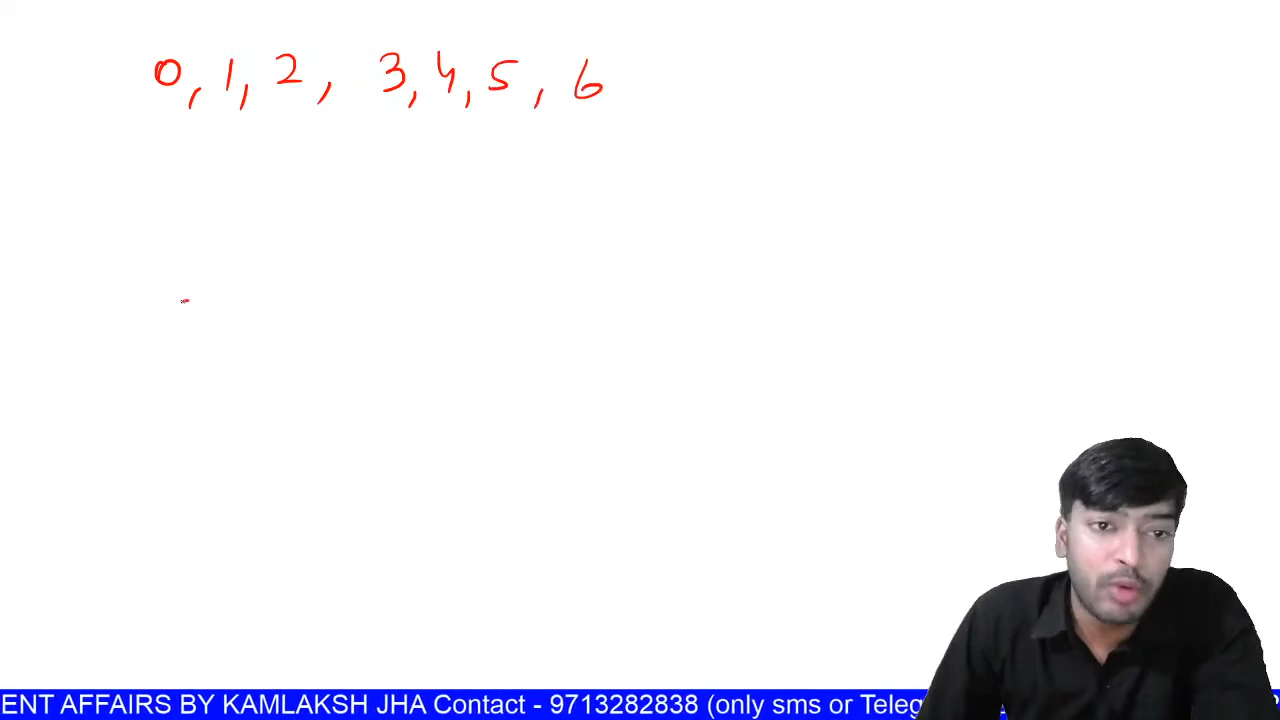 0, 1, 2, 3, 4, 5, 6
ENT AFFAIRS BY KAMLAKSH JHA Contact - 9713282838 (only sms or Teleg